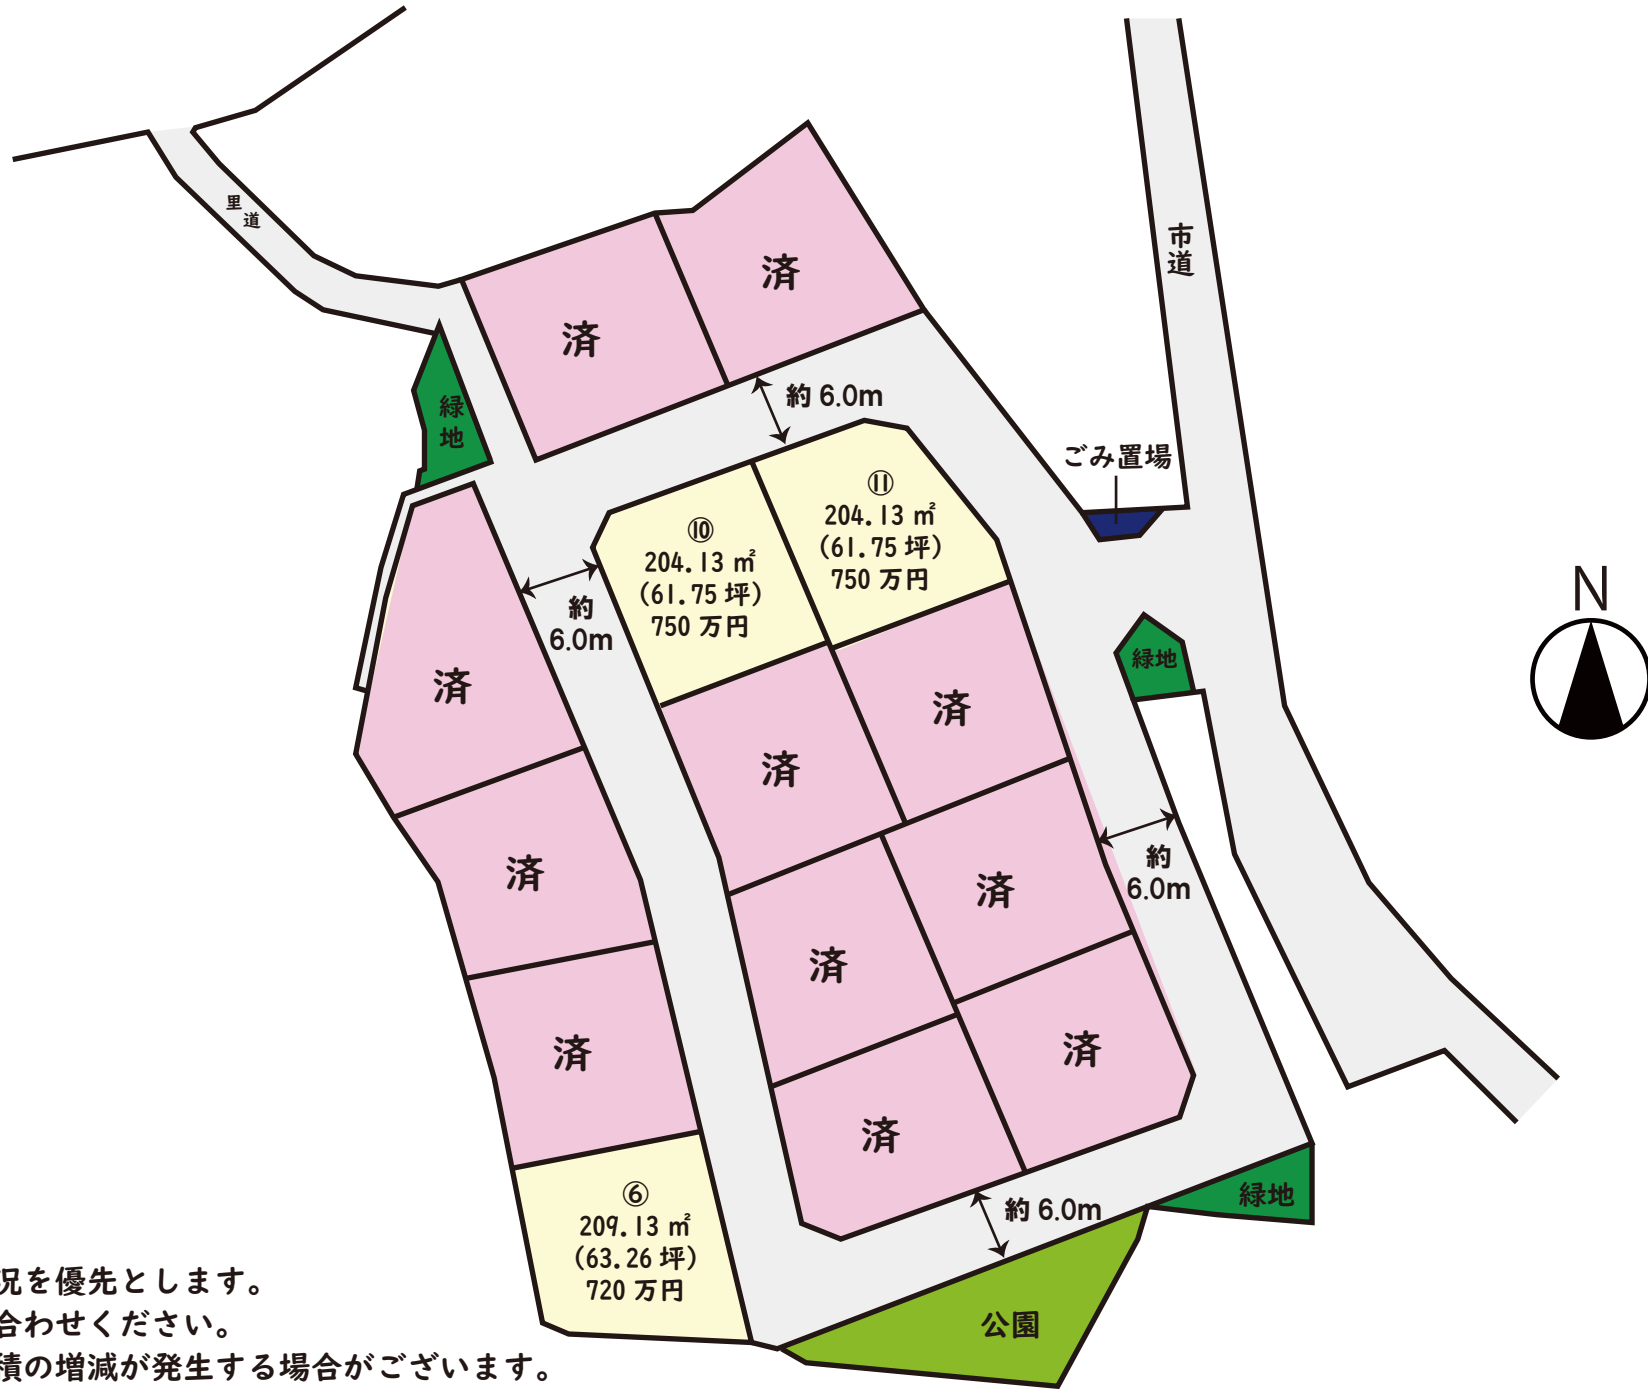 里道
市道
済
済
約 6.0m
緑地
ごみ置場
⑪
204.13 ㎡
(61.75 坪)
750 万円
⑩
204.13 ㎡
(61.75 坪)
750 万円
N
約
6.0m
緑地
済
済
済
約
6.0m
済
済
済
済
済
済
済
緑地
⑥
209.13 ㎡
(63.26 坪)
720 万円
約 6.0m
公園
況を優先とします。
合わせください。
積の増減が発生する場合がございます。